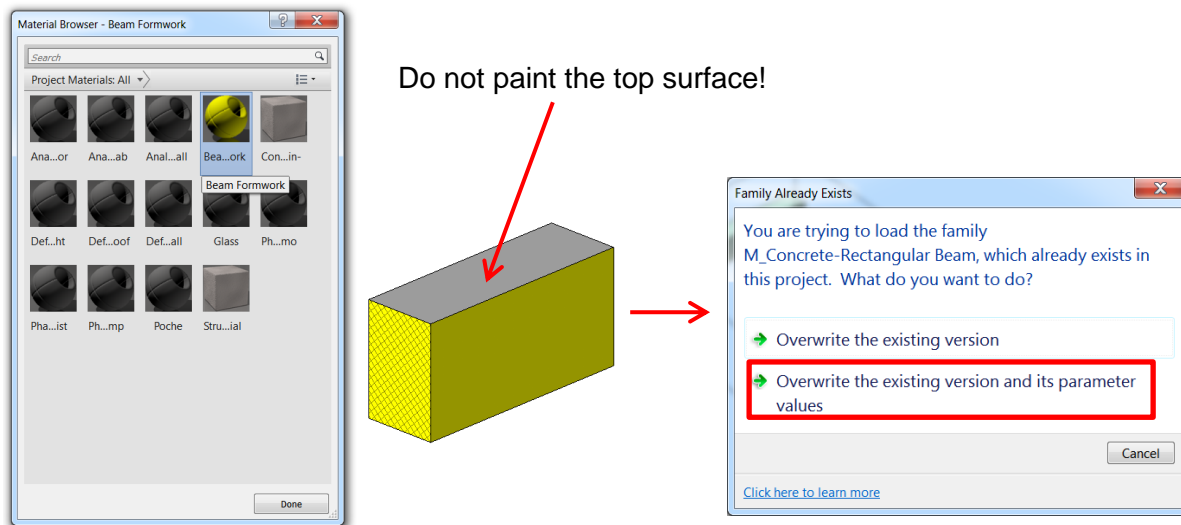 Material Browser - Beam Formwork
Search
Project Materials: All
Ana...or Ana...ab Anal...all Bea...ork Con...in-
Beam Formwork
Def...ht Def...oof Def...all Glass Ph...mo
Pha...ist Ph...mp Poche Stru...ial
Done
Do not paint the top surface!
Family Already Exists
You are trying to load the family
M_Concrete-Rectangular Beam, which already exists in
this project. What do you want to do?
Overwrite the existing version
Overwrite the existing version and its parameter
values
Cancel
Click here to learn more